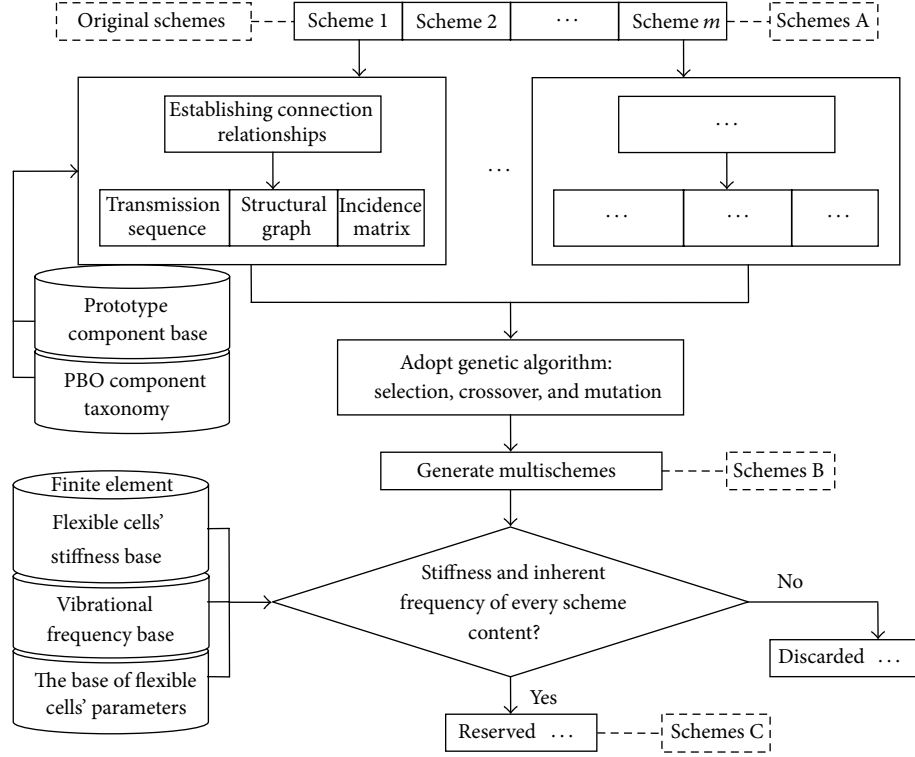 Original schemes
Scheme 1
Scheme 2
...
Scheme m
Schemes A
Establishing connection
relationships
Transmission
sequence
Structural
graph
Incidence
matrix
...
...
...
...
...
Prototype
component base
PBO component
taxonomy
Adopt genetic algorithm:
selection, crossover, and mutation
Generate multischemes
Schemes B
Finite element
Flexible cells'
stiffness base
Vibrational
frequency base
The base of flexible
cells' parameters
Stiffness and inherent
frequency of every scheme
content?
No
Discarded ...
Yes
Reserved ...
Schemes C